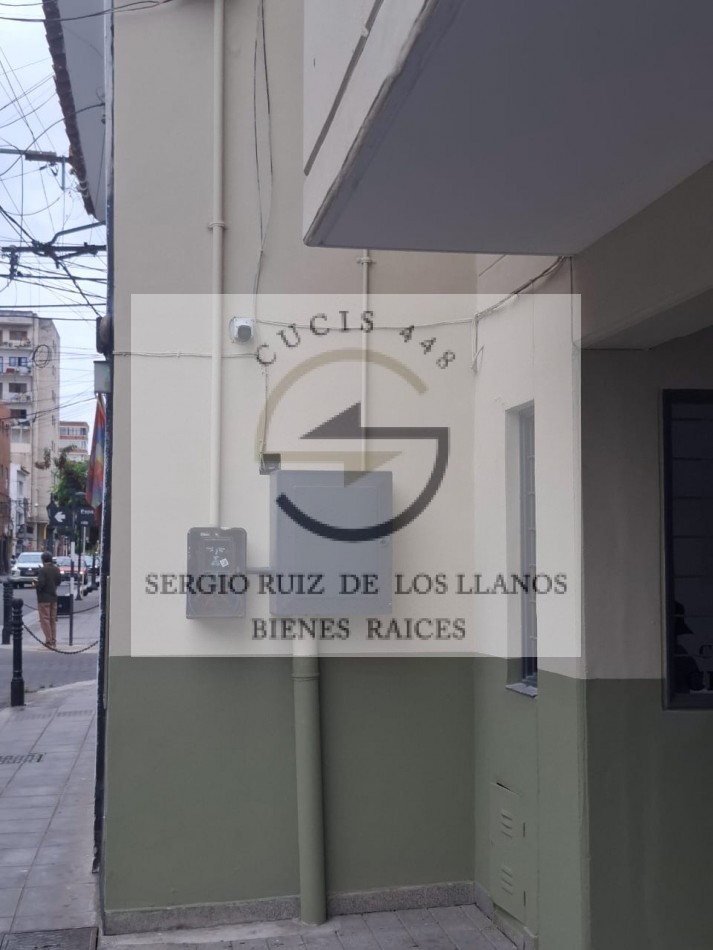 CUCIS 448
SERGIO RUIZ DE LOS LLANOS
BIENES RAICES